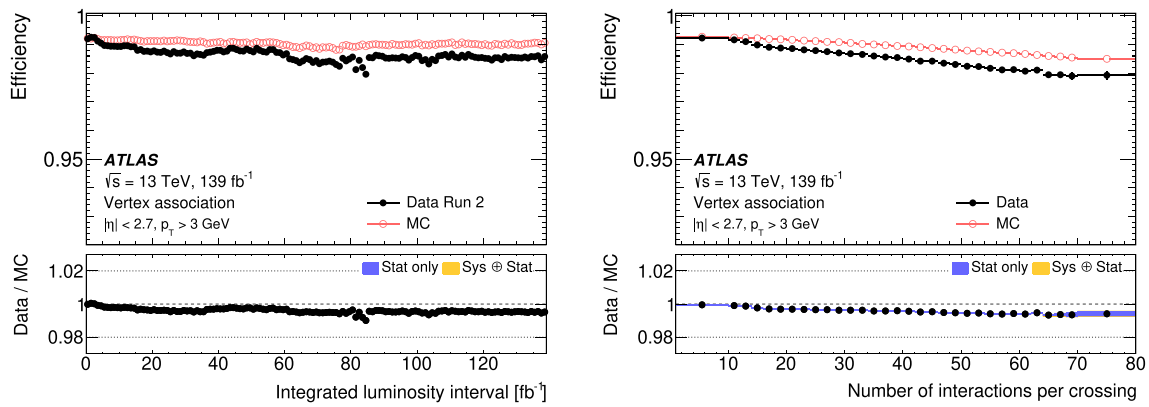 Efficiency
1
0.95
ATLAS
√s = 13 TeV, 139 fb⁻¹
Vertex association
|η| < 2.7, p_T > 3 GeV
Data Run 2
MC
Data / MC
1.02
1
0.98
Stat only
Sys ⊕ Stat
0 20 40 60 80 100 120
Integrated luminosity interval [fb⁻¹]
Efficiency
1
0.95
ATLAS
√s = 13 TeV, 139 fb⁻¹
Vertex association
|η| < 2.7, p_T > 3 GeV
Data
MC
Data / MC
1.02
1
0.98
Stat only
Sys ⊕ Stat
10 20 30 40 50 60 70 80
Number of interactions per crossing